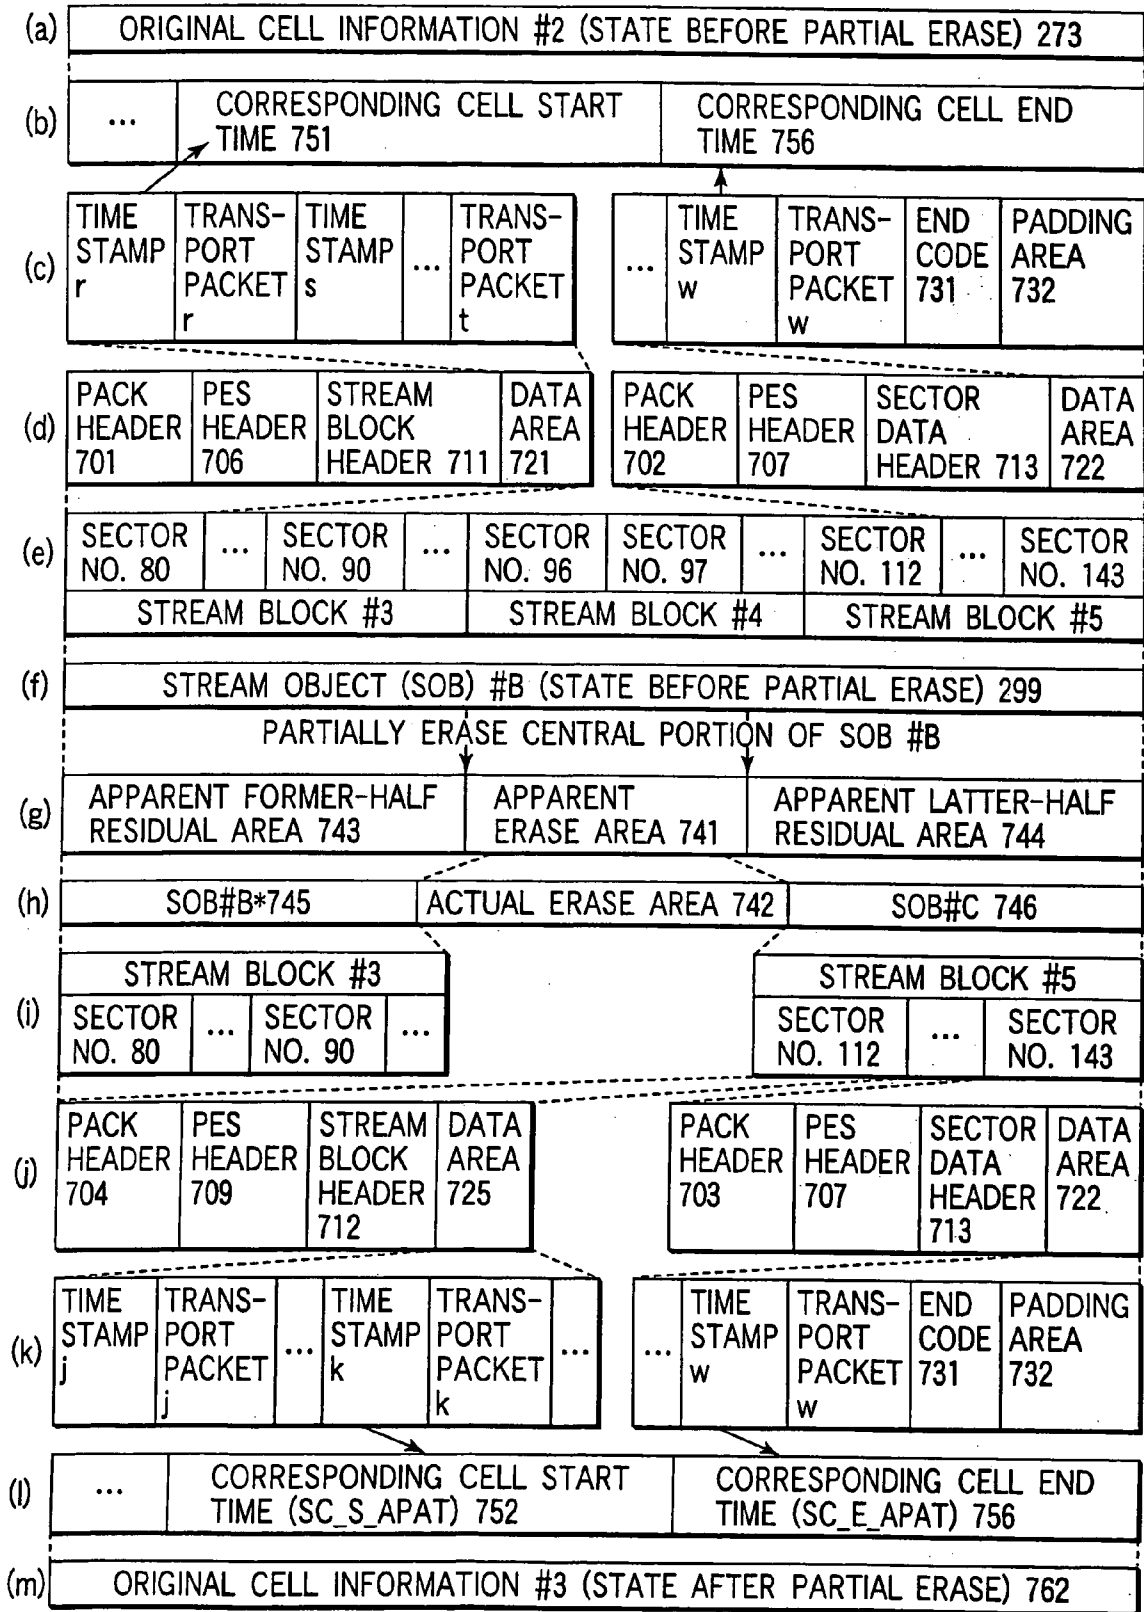 (a) ORIGINAL CELL INFORMATION #2 (STATE BEFORE PARTIAL ERASE) 273
(b) ... CORRESPONDING CELL START TIME 751 CORRESPONDING CELL END TIME 756
(c) TIME STAMP r TRANS-PORT PACKET r TIME STAMP s ... TRANS-PORT PACKET t ... TIME STAMP w TRANS-PORT PACKET w END CODE 731 PADDING AREA 732
(d) PACK HEADER 701 PES HEADER 706 STREAM BLOCK HEADER 711 DATA AREA 721 PACK HEADER 702 PES HEADER 707 SECTOR DATA HEADER 713 DATA AREA 722
(e) SECTOR NO. 80 ... SECTOR NO. 90 ... SECTOR NO. 96 SECTOR NO. 97 ... SECTOR NO. 112 ... SECTOR NO. 143
STREAM BLOCK #3 STREAM BLOCK #4 STREAM BLOCK #5
(f) STREAM OBJECT (SOB) #B (STATE BEFORE PARTIAL ERASE) 299
PARTIALLY ERASE CENTRAL PORTION OF SOB #B
(g) APPARENT FORMER-HALF RESIDUAL AREA 743 APPARENT ERASE AREA 741 APPARENT LATTER-HALF RESIDUAL AREA 744
(h) SOB#B*745 ACTUAL ERASE AREA 742 SOB#C 746
(i) STREAM BLOCK #3 STREAM BLOCK #5
SECTOR NO. 80 ... SECTOR NO. 90 ... SECTOR NO. 112 ... SECTOR NO. 143
(j) PACK HEADER 704 PES HEADER 709 STREAM BLOCK HEADER 712 DATA AREA 725 PACK HEADER 703 PES HEADER 707 SECTOR DATA HEADER 713 DATA AREA 722
(k) TIME STAMP j TRANS-PORT PACKET j ... TIME STAMP k TRANS-PORT PACKET k ... ... TIME STAMP w TRANS-PORT PACKET w END CODE 731 PADDING AREA 732
(l) ... CORRESPONDING CELL START TIME (SC_S_APAT) 752 CORRESPONDING CELL END TIME (SC_E_APAT) 756
(m) ORIGINAL CELL INFORMATION #3 (STATE AFTER PARTIAL ERASE) 762